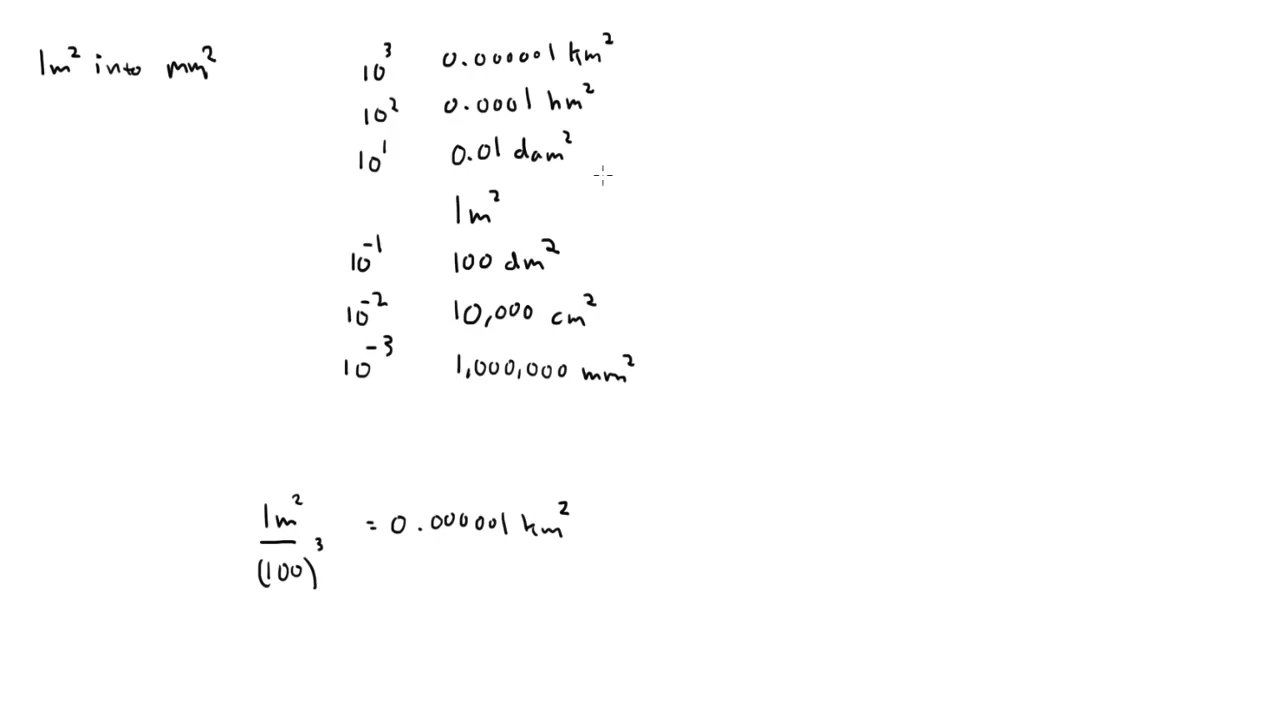 1m² into mm²
10³ 0.000001 km²
10² 0.0001 hm²
10¹ 0.01 dam²
1m²
10⁻¹ 100 dm²
10⁻² 10,000 cm²
10⁻³ 1,000,000 mm²
1m² / (100)³ = 0.000001 km²